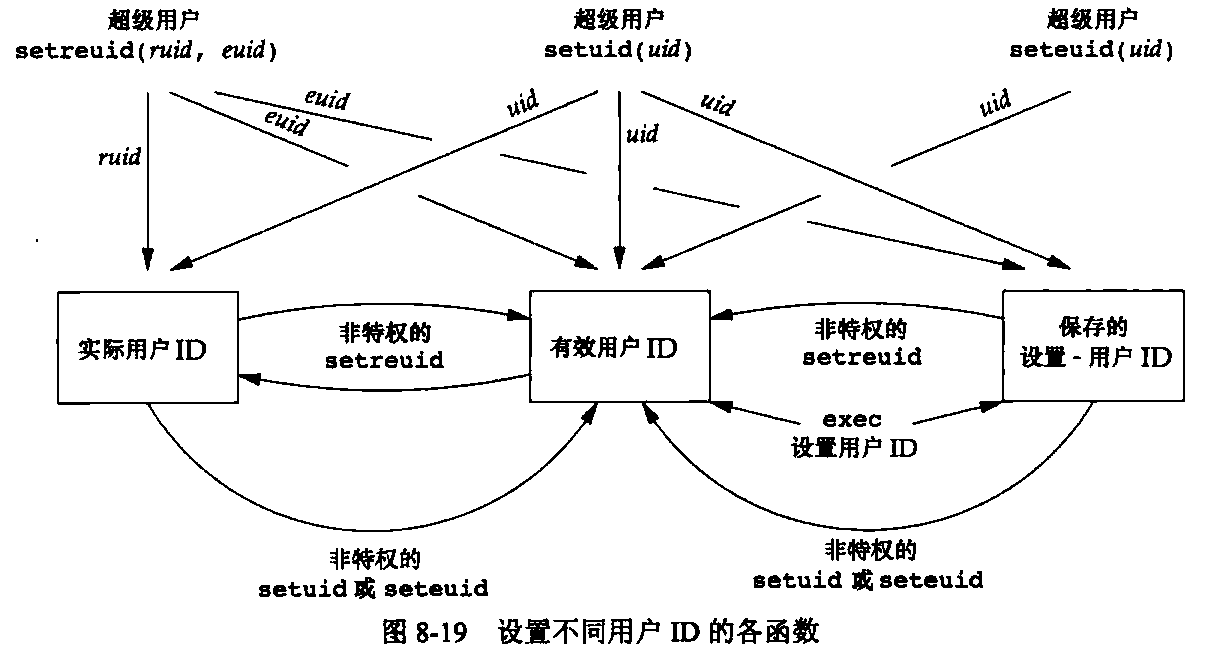 超级用户
setreuid(ruid, euid)
超级用户
setuid(uid)
超级用户
seteuid(uid)
euid
euid
ruid
uid
uid
uid
uid
实际用户 ID
非特权的
setreuid
有效用户 ID
非特权的
setreuid
保存的
设置 - 用户 ID
exec
设置用户 ID
非特权的
setuid 或 seteuid
非特权的
setuid 或 seteuid
图 8-19 设置不同用户 ID 的各函数